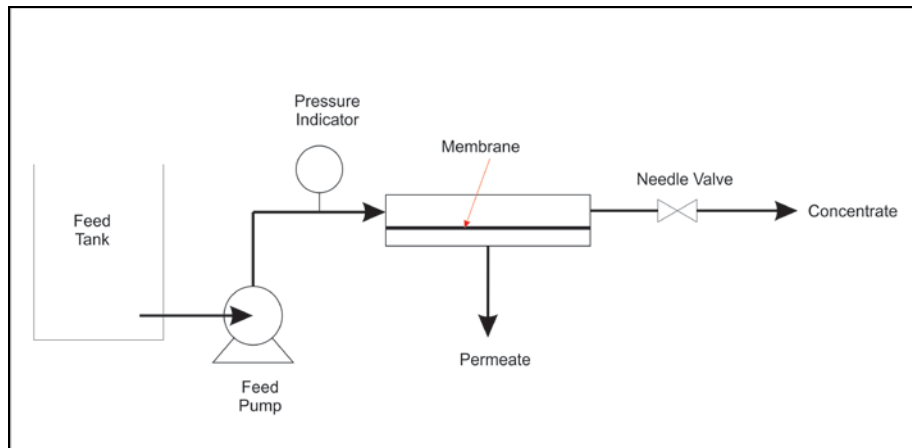 Pressure
Indicator
Membrane
Needle Valve
Feed
Tank
Concentrate
Permeate
Feed
Pump